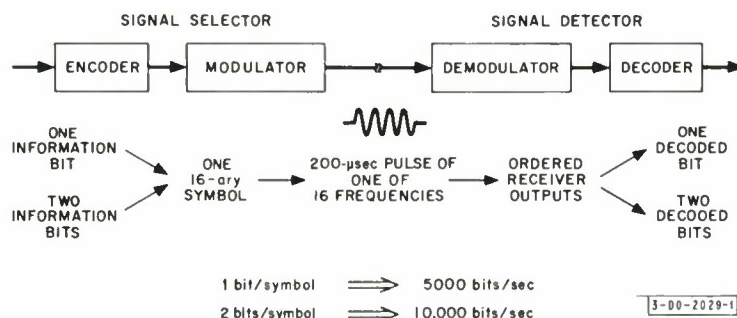 SIGNAL SELECTOR
SIGNAL DETECTOR
ENCODER
MODULATOR
DEMODULATOR
DECODER
ONE
INFORMATION
BIT
TWO
INFORMATION
BITS
ONE
16-ary
SYMBOL
200-µsec PULSE OF
ONE OF
16 FREQUENCIES
ORDERED
RECEIVER
OUTPUTS
ONE
DECODED
BIT
TWO
DECODED
BITS
1 bit/symbol ⟹ 5000 bits/sec
2 bits/symbol ⟹ 10,000 bits/sec
3-00-2029-1